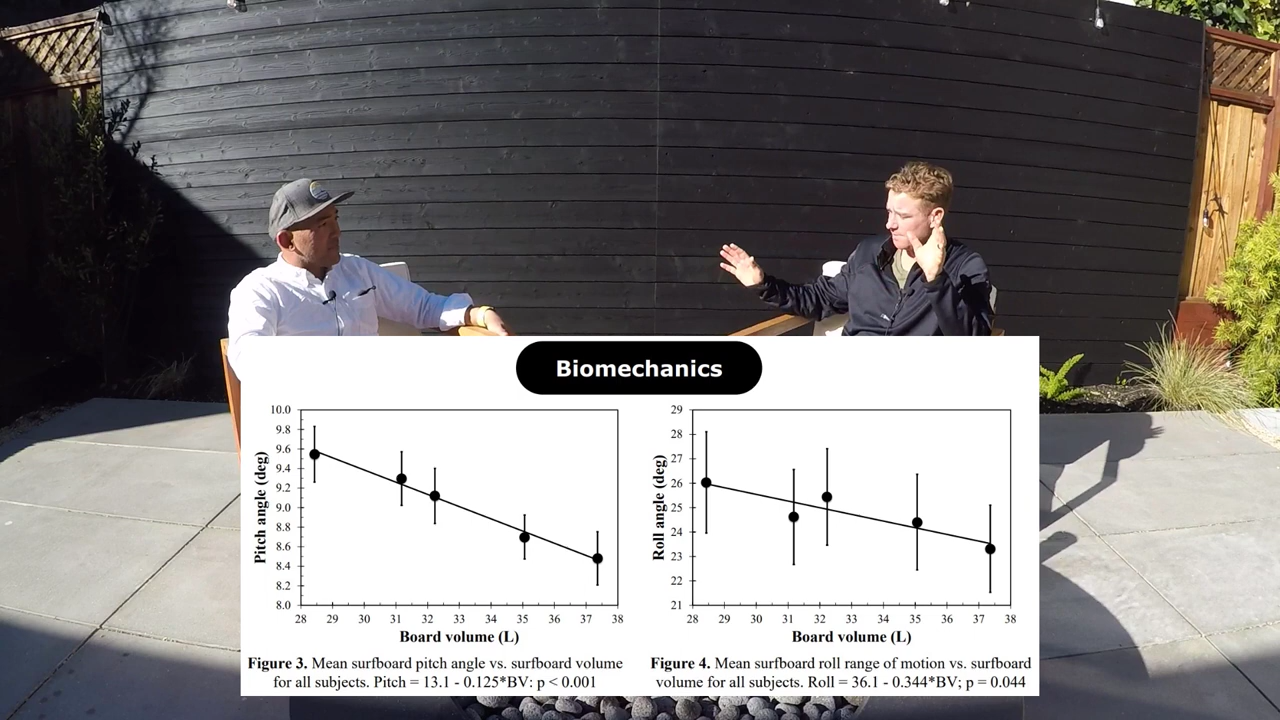 Biomechanics
10.0
9.8
9.6
9.4
9.2
9.0
8.8
8.6
8.4
8.2
8.0
Pitch angle (deg)
28 29 30 31 32 33 34 35 36 37 38
Board volume (L)
Figure 3. Mean surfboard pitch angle vs. surfboard volume
for all subjects. Pitch = 13.1 - 0.125*BV: p < 0.001
29
28
27
26
25
24
23
22
21
Roll angle (deg)
28 29 30 31 32 33 34 35 36 37 38
Board volume (L)
Figure 4. Mean surfboard roll range of motion vs. surfboard
volume for all subjects. Roll = 36.1 - 0.344*BV; p = 0.044